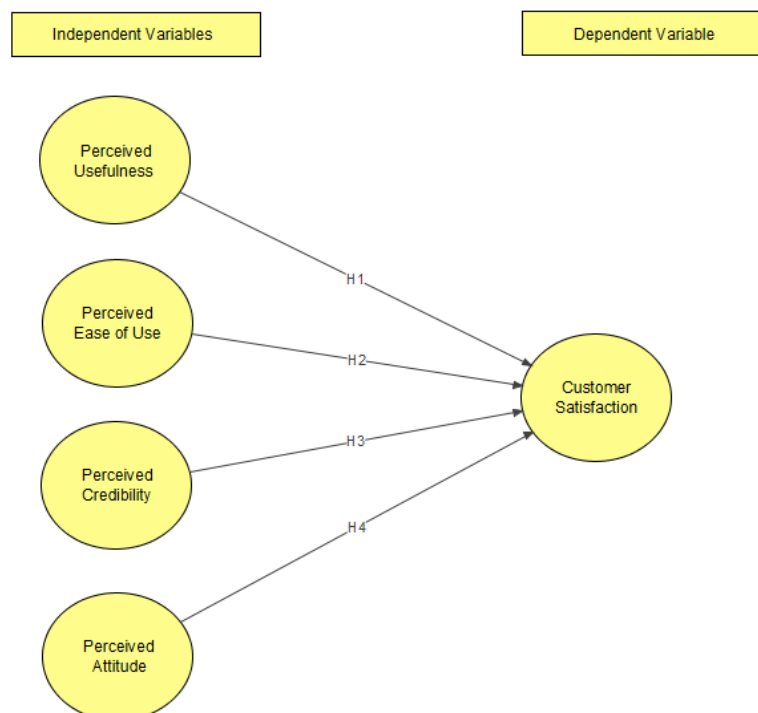 Independent Variables
Dependent Variable
Perceived
Usefulness
H1
Perceived
Ease of Use
H2
Customer
Satisfaction
H3
Perceived
Credibility
H4
Perceived
Attitude